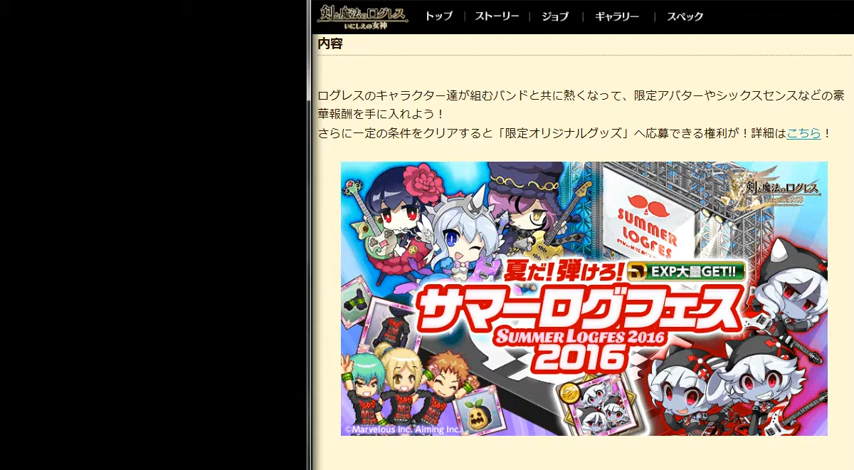 剣と魔法のログレス
いにしえの女神
トップ | ストーリー | ジョブ | ギャラリー | スペック
内容
ログレスのキャラクター達が組むバンドと共に熱くなって、限定アバターやシックスセンスなどの豪
華報酬を手に入れよう！
さらに一定の条件をクリアすると「限定オリジナルグッズ」へ応募できる権利が！詳細はこちら！
剣と魔法のログレス
SUMMER
LOGFES
夏だ!弾けろ!
EXP大量GET!!
サマーログフェス
SUMMER LOGFES 2016
2016
©Marvelous Inc. Aiming Inc.